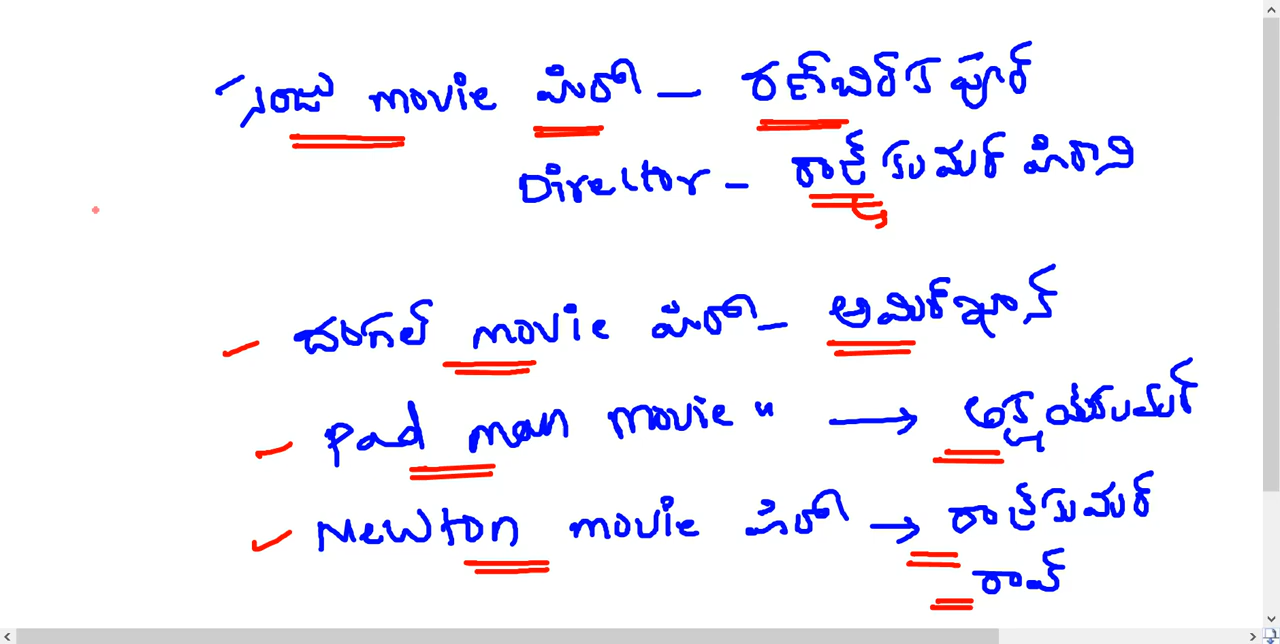 సంజు movie హీరో - రణ్‌బీర్ కపూర్
Director - రాజ్‌కుమార్ హిరాని
దంగల్ movie హీరో - అమీర్‌ఖాన్
Pad man movie " → అక్షయ్‌కుమార్
Newton movie హీరో → రాజ్‌కుమార్
రావ్